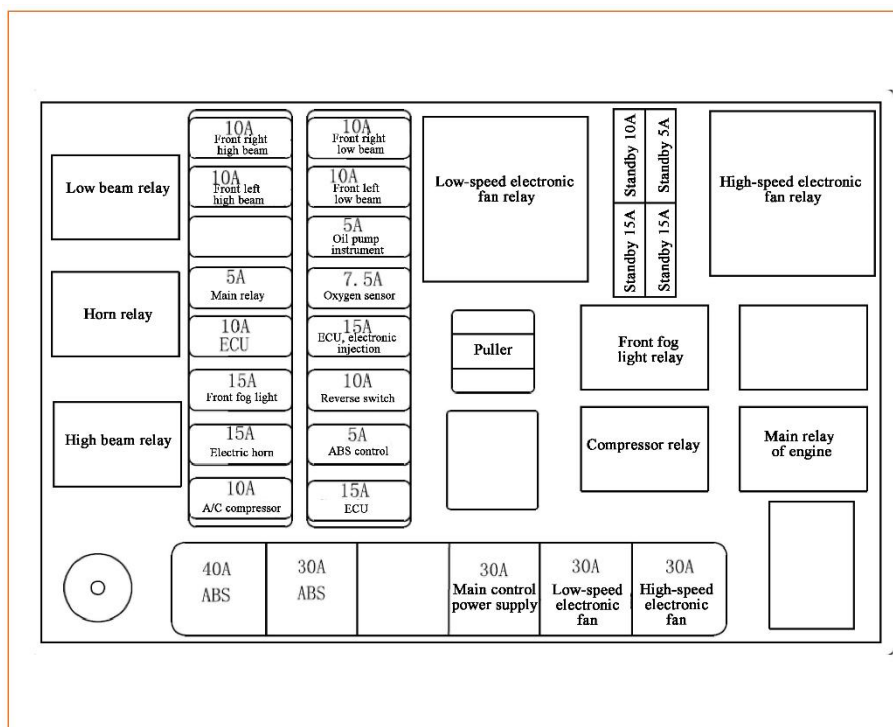 Low beam relay
Horn relay
High beam relay
10A
Front right
high beam
10A
Front left
high beam
5A
Main relay
10A
ECU
15A
Front fog light
15A
Electric horn
10A
A/C compressor
10A
Front right
low beam
10A
Front left
low beam
5A
Oil pump
instrument
7.5A
Oxygen sensor
15A
ECU, electronic
injection
10A
Reverse switch
5A
ABS control
15A
ECU
Low-speed electronic
fan relay
Standby 10A
Standby 5A
Standby 15A
Standby 15A
High-speed electronic
fan relay
Puller
Front fog
light relay
Compressor relay
Main relay
of engine
40A
ABS
30A
ABS
30A
Main control
power supply
30A
Low-speed
electronic
fan
30A
High-speed
electronic
fan